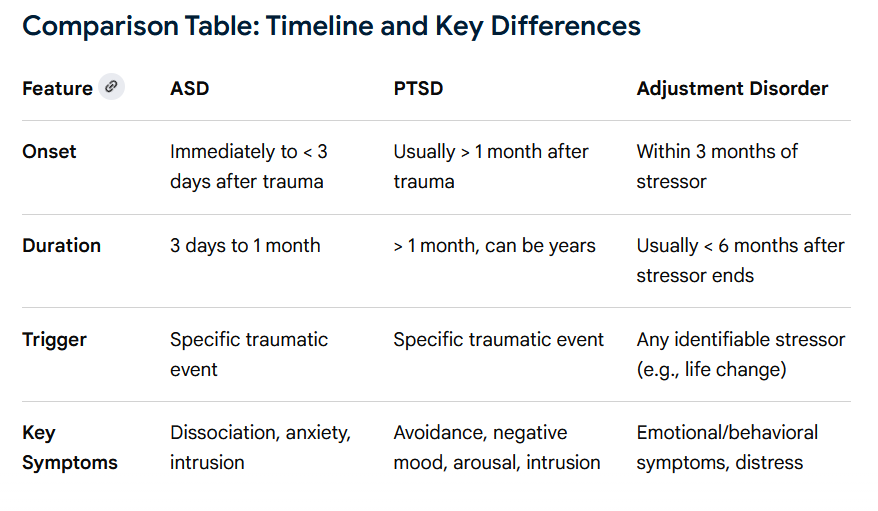 Comparison Table: Timeline and Key Differences
Feature ASD PTSD Adjustment Disorder
Onset Immediately to < 3 Usually > 1 month after Within 3 months of
days after trauma trauma stressor
Duration 3 days to 1 month > 1 month, can be years Usually < 6 months after
stressor ends
Trigger Specific traumatic Specific traumatic event Any identifiable stressor
event (e.g., life change)
Key Dissociation, anxiety, Avoidance, negative Emotional/behavioral
Symptoms intrusion mood, arousal, intrusion symptoms, distress